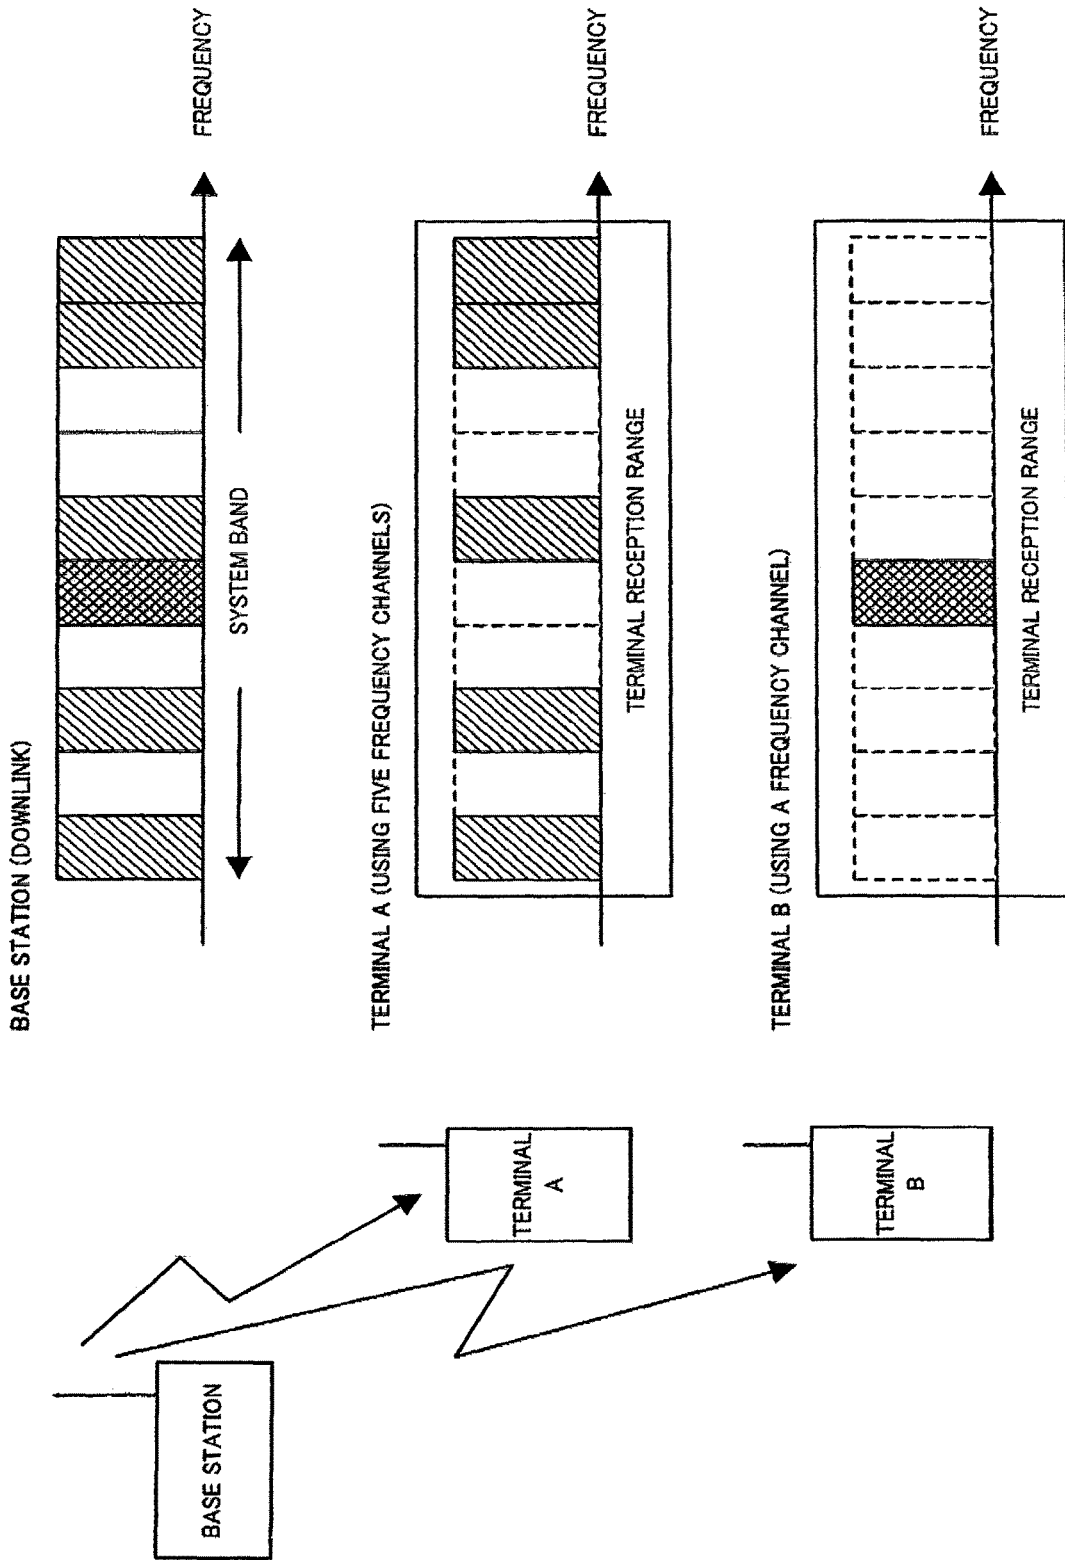 BASE STATION (DOWNLINK)
FREQUENCY
SYSTEM BAND
TERMINAL A (USING FIVE FREQUENCY CHANNELS)
FREQUENCY
TERMINAL RECEPTION RANGE
TERMINAL B (USING A FREQUENCY CHANNEL)
FREQUENCY
TERMINAL RECEPTION RANGE
BASE STATION
TERMINAL
A
TERMINAL
B